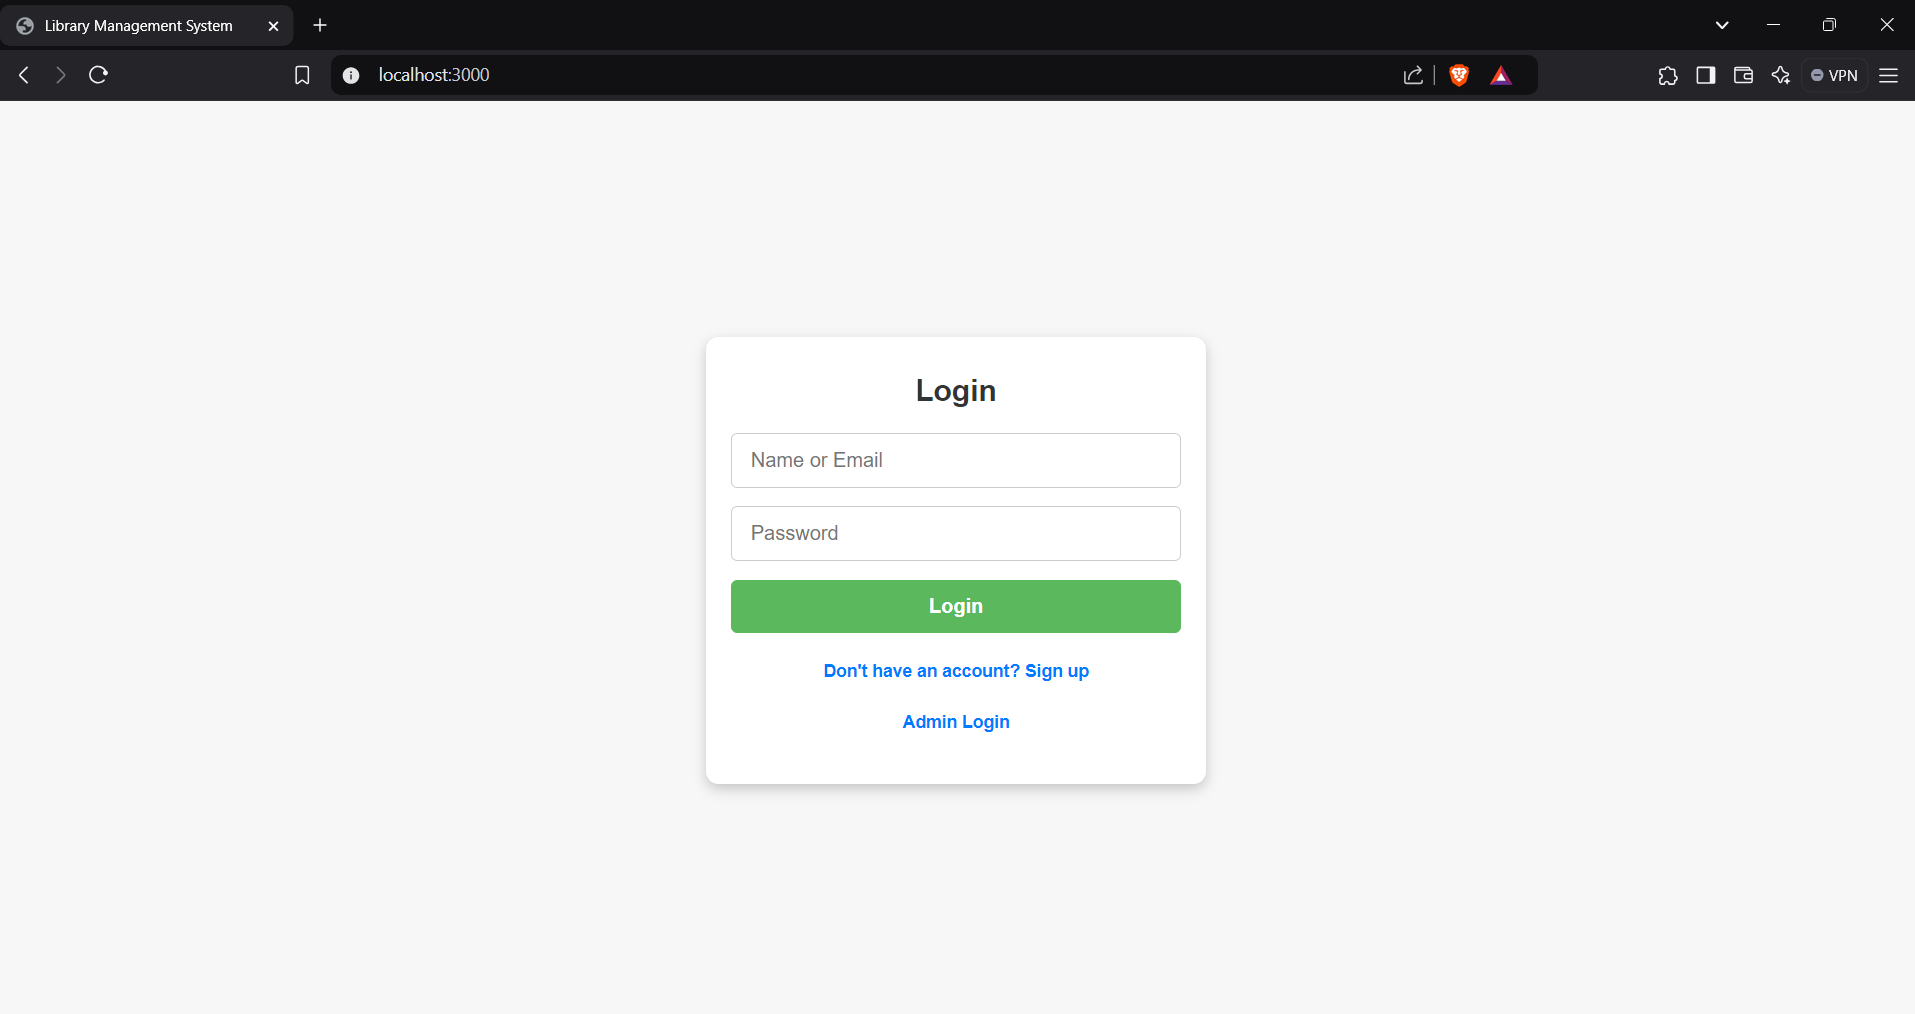 Library Management System
localhost:3000
VPN
Login
Name or Email
Password
Login
Don't have an account? Sign up
Admin Login